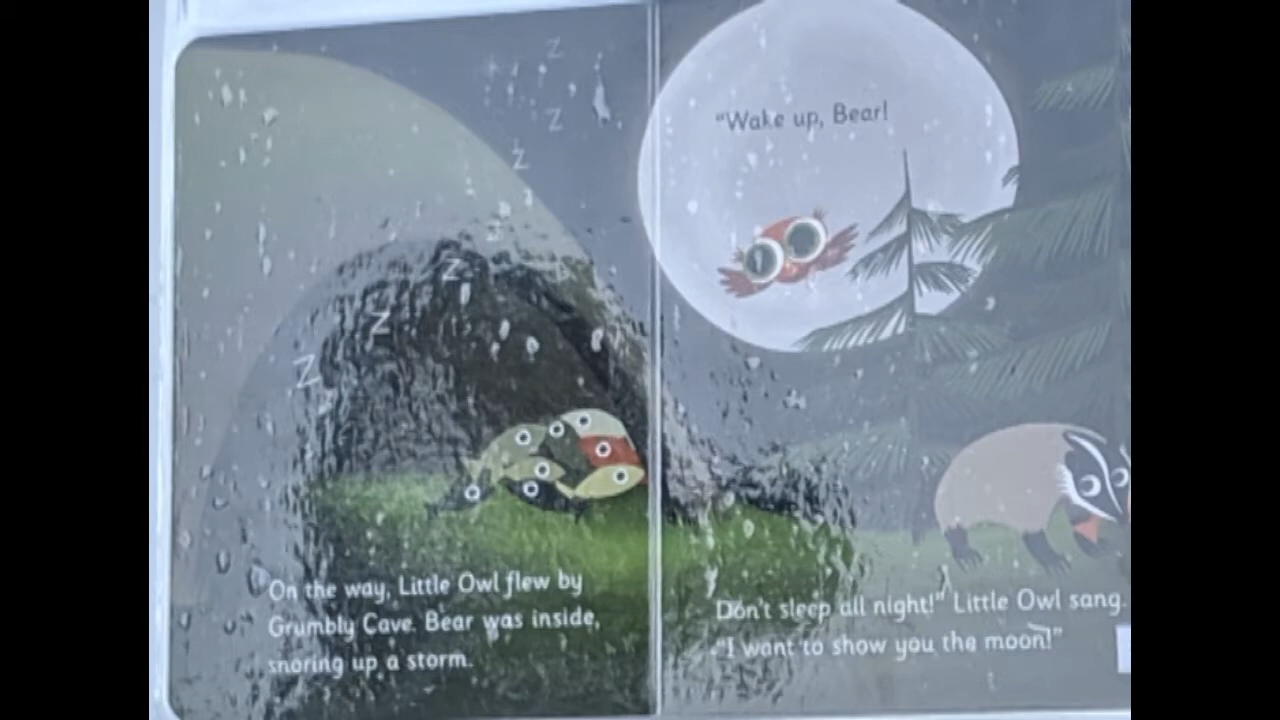 z
z
z
z
z
z
z
On the way, Little Owl flew by
Grumbly Cave. Bear was inside,
snoring up a storm.
"Wake up, Bear!
Don't sleep all night!" Little Owl sang.
"I want to show you the moon!"